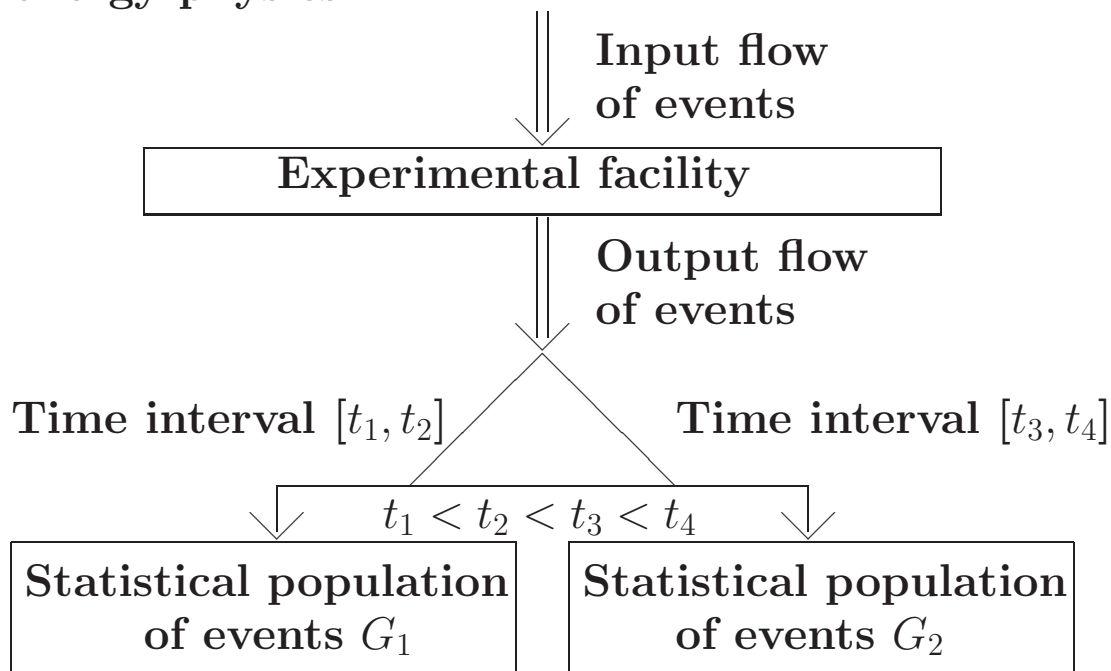 Input flow
of events
Experimental facility
Output flow
of events
Time interval [t₁, t₂]
Time interval [t₃, t₄]
t₁ < t₂ < t₃ < t₄
Statistical population
of events G₁
Statistical population
of events G₂